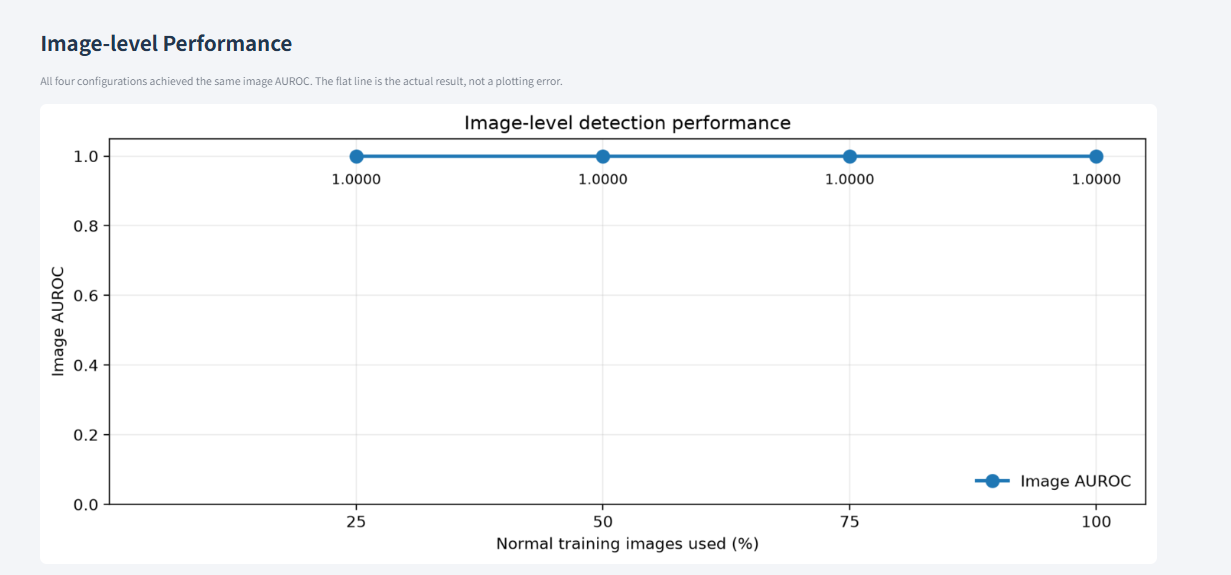 Image-level Performance
All four configurations achieved the same image AUROC. The flat line is the actual result, not a plotting error.
Image-level detection performance
1.0
1.0000 1.0000 1.0000 1.0000
0.8
0.6
Image AUROC
0.4
0.2
Image AUROC
0.0
25 50 75 100
Normal training images used (%)